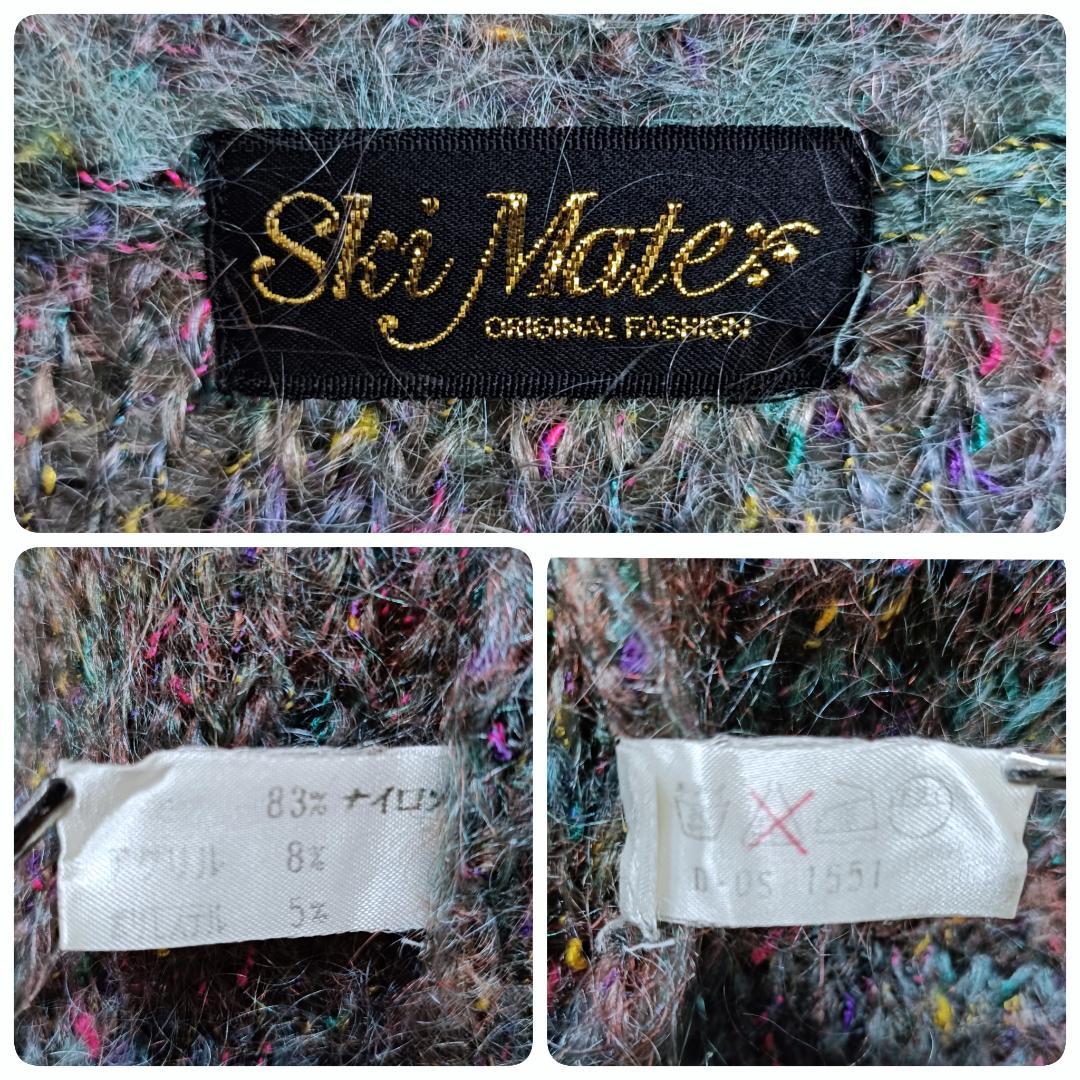 Ski Mate
ORIGINAL FASHION
83% ナイロン
アクリル 8%
5%
D-DS 1551